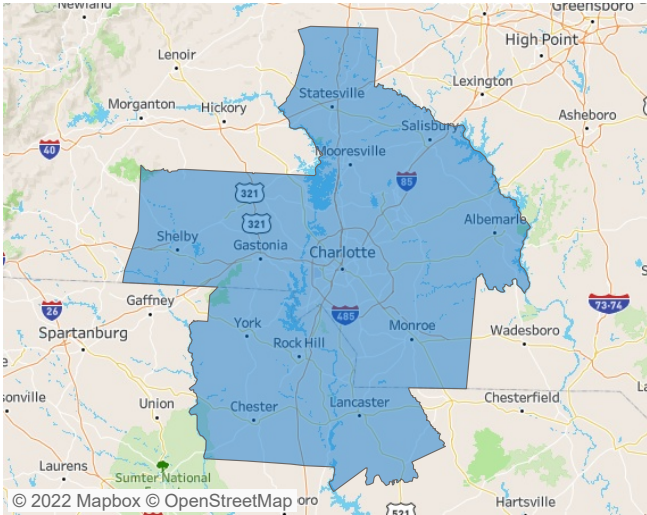 Newland
Greensboro
High Point
Lenoir
Lexington
Statesville
Morganton
Hickory
Asheboro
Salisbury
40
Mooresville
85
321
321
Albemarle
Shelby
Gastonia
Charlotte
26
Gaffney
73-74
485
Spartanburg
York
Monroe
Wadesboro
Rock Hill
Union
Chester
Lancaster
Chesterfield
Laurens
Sumter National
© 2022 Mapbox © OpenStreetMap
Hartsville
521